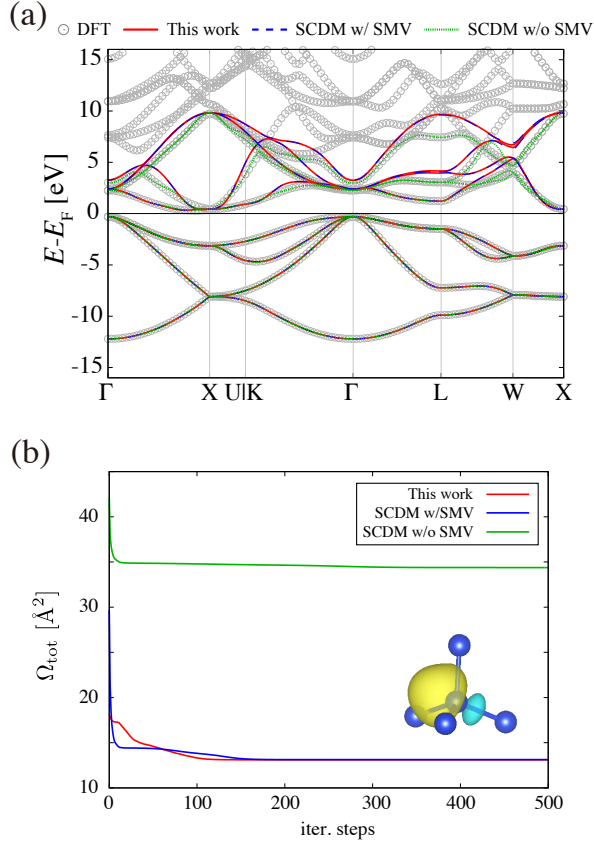 (a)
DFT This work SCDM w/ SMV SCDM w/o SMV
15
10
5
0
-5
-10
-15
E-E_F [eV]
Γ X U|K Γ L W X
(b)
This work
SCDM w/SMV
SCDM w/o SMV
40
30
20
10
Ω_tot [Å²]
0 100 200 300 400 500
iter. steps